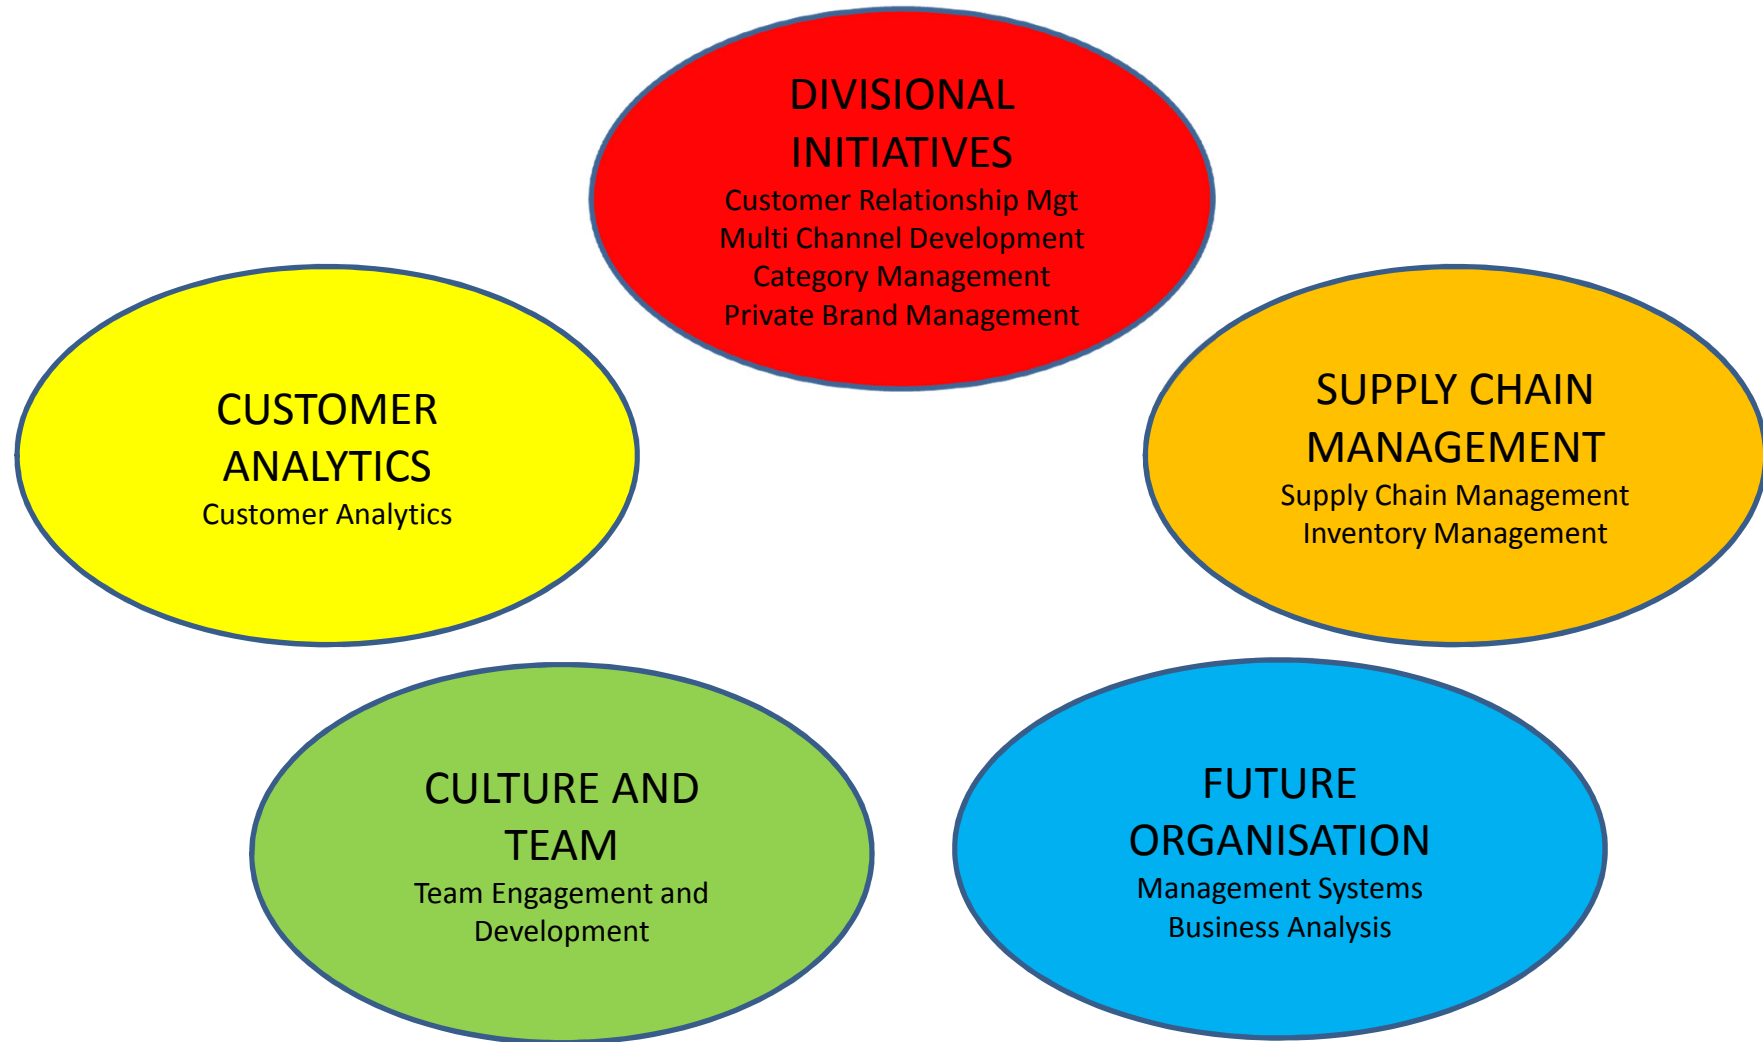 DIVISIONAL
INITIATIVES
Customer Relationship Mgt
Multi Channel Development
Category Management
Private Brand Management
CUSTOMER
ANALYTICS
Customer Analytics
SUPPLY CHAIN
MANAGEMENT
Supply Chain Management
Inventory Management
CULTURE AND
TEAM
Team Engagement and
Development
FUTURE
ORGANISATION
Management Systems
Business Analysis